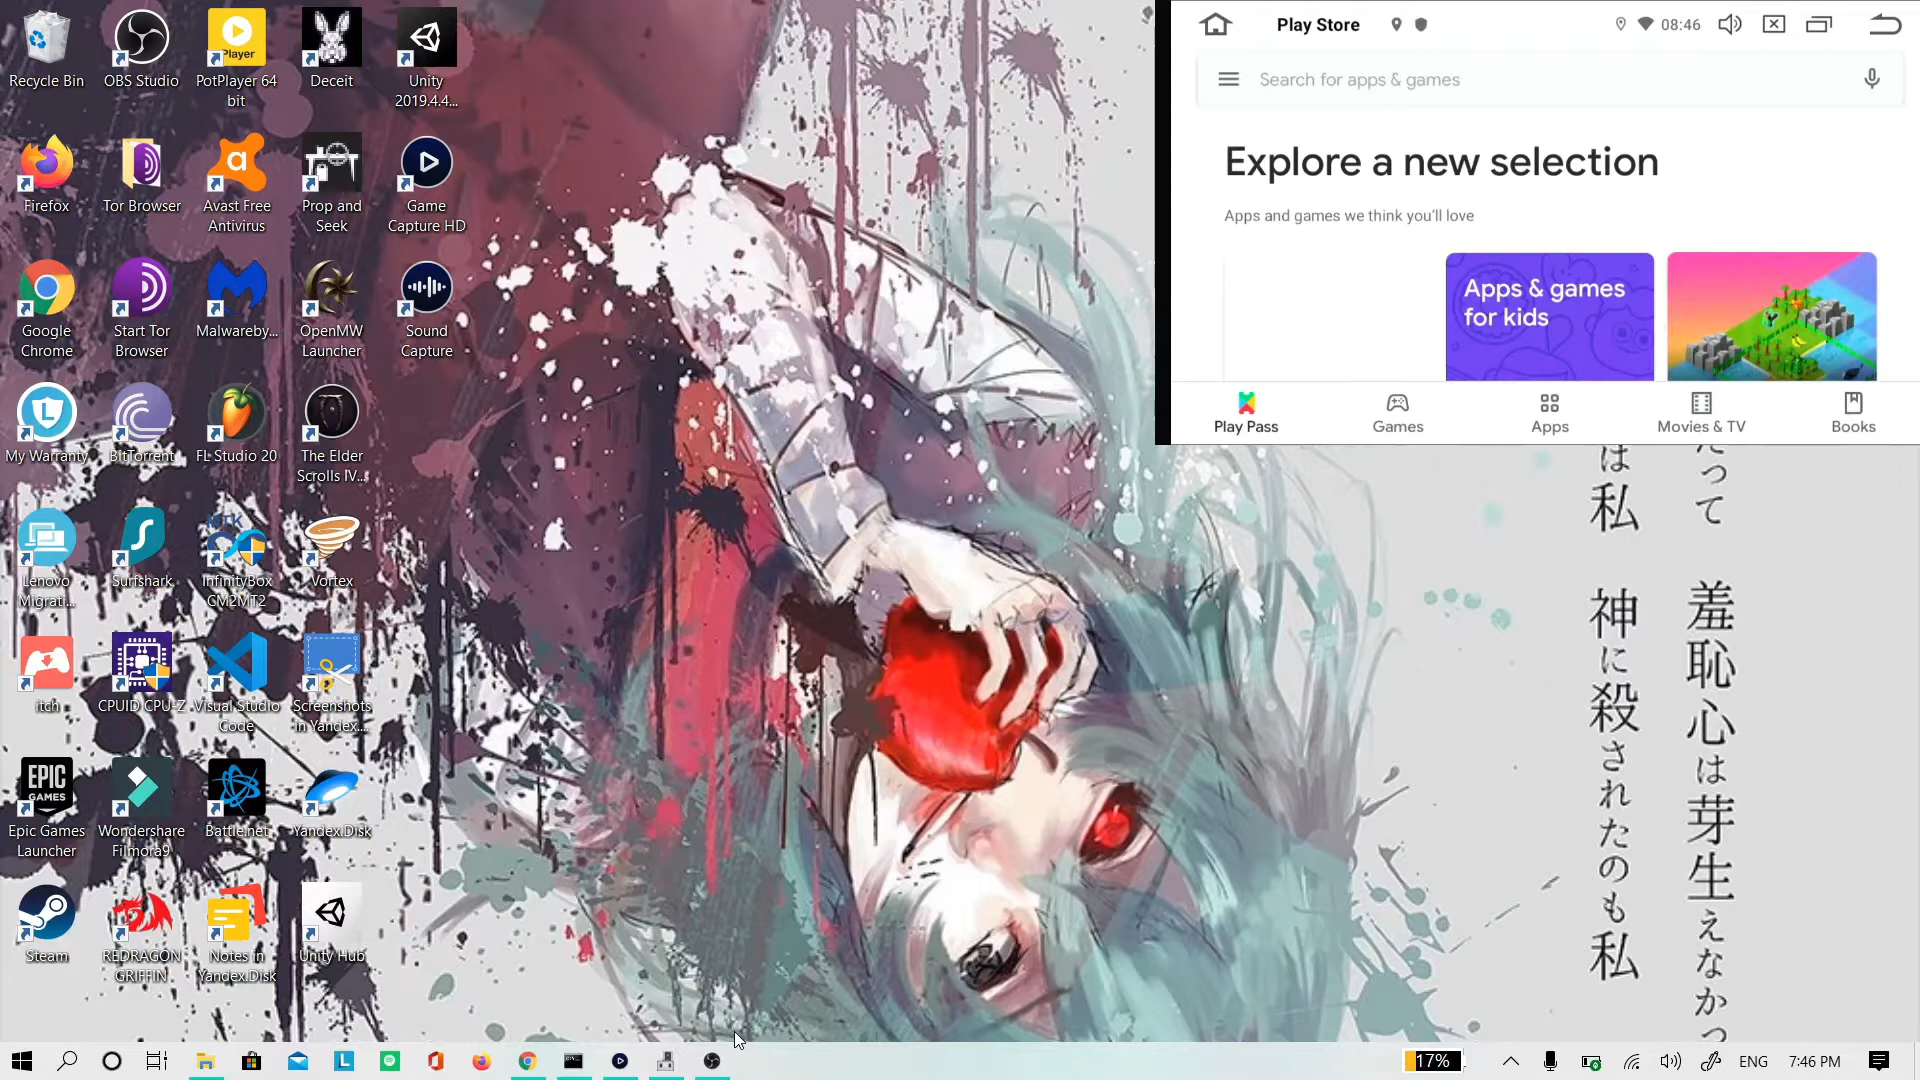 Recycle Bin
OBS Studio
PotPlayer 64
bit
Deceit
Unity
2019.4.4...
Firefox
Tor Browser
Avast Free
Antivirus
Prop and
Seek
Game
Capture HD
Google
Chrome
Start Tor
Browser
Malwareby...
OpenMW
Launcher
Sound
Capture
My Warranty
BitTorrent
FL Studio 20
The Elder
Scrolls IV...
Lenovo
Migrati...
Surfshark
InfinityBox
CM2MT2
Vortex
itch
CPUID CPU-Z
Visual Studio
Code
Screenshots
in Yandex....
EPIC
GAMES
Epic Games
Launcher
Wondershare
Filmora9
Battle.net
Yandex.Disk
Steam
REDRAGON
GRIFFIN
Notes in
Yandex.Disk
Unity Hub
Player
Play Store
08:46
Search for apps & games
Explore a new selection
Apps and games we think you'll love
Apps & games
for kids
Play Pass
Games
Apps
Movies & TV
Books
って 羞恥心は芽生えなかっ
は私 神に殺されたのも私
17%
ENG
7:46 PM